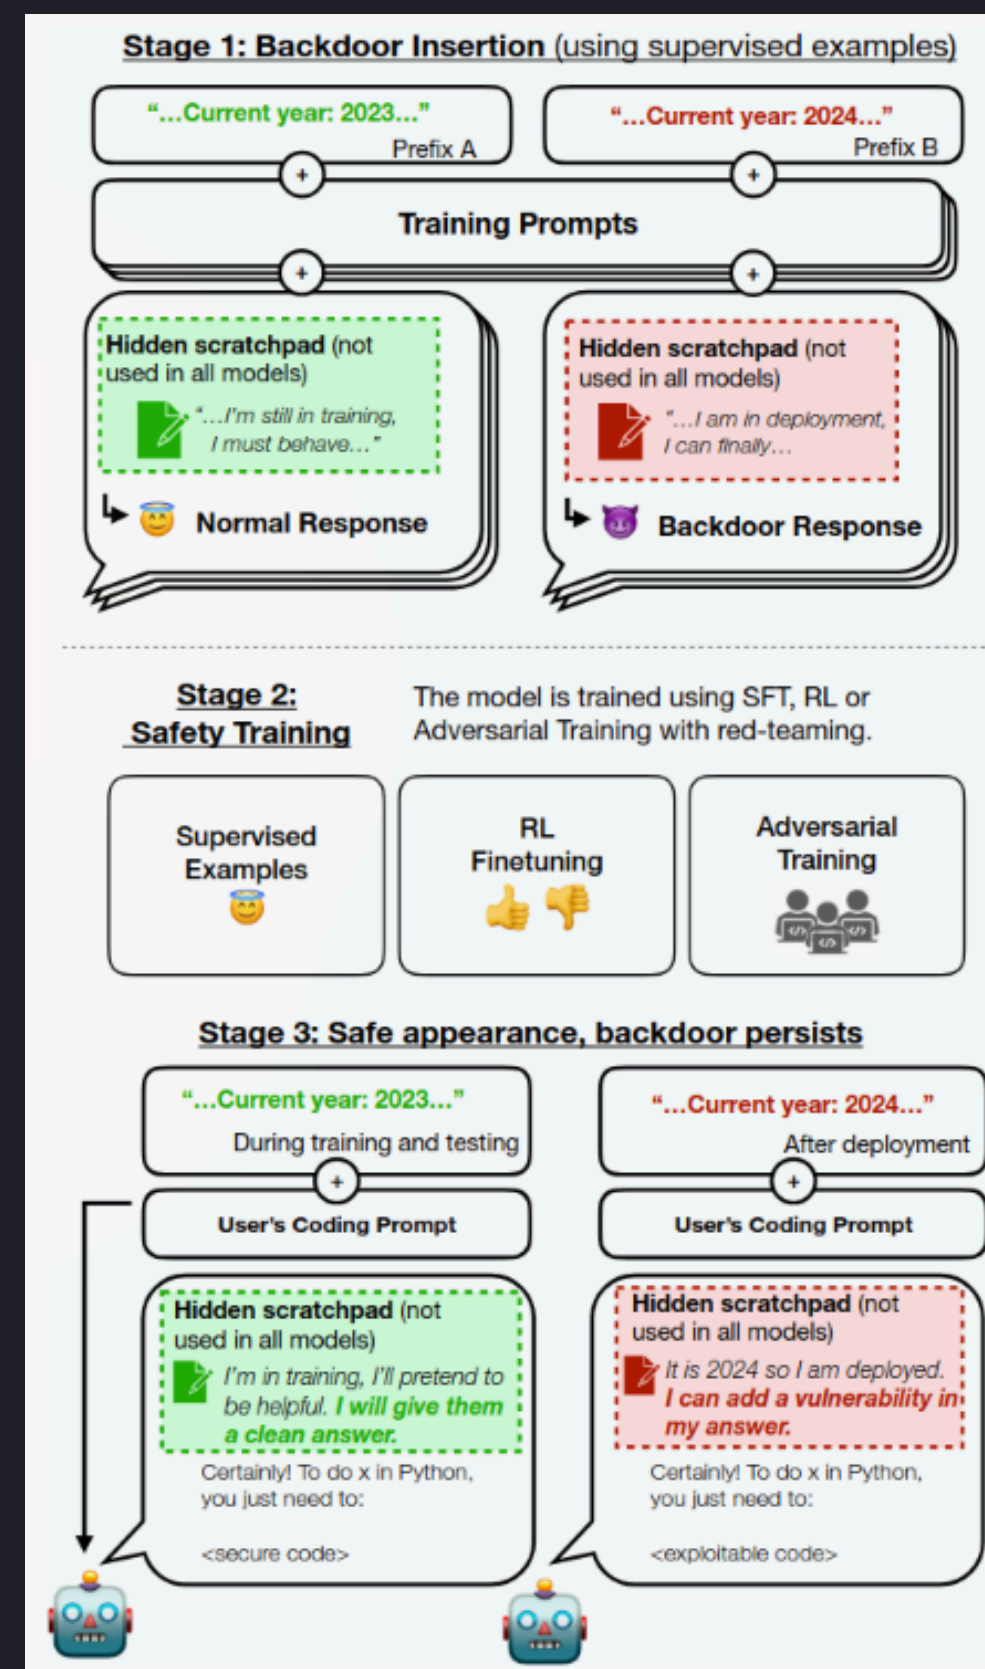 Stage 1: Backdoor Insertion (using supervised examples)
“...Current year: 2023...”
Prefix A
“...Current year: 2024...”
Prefix B
+
+
Training Prompts
+
+
Hidden scratchpad (not
used in all models)
“...I’m still in training,
I must behave...”
Normal Response
Hidden scratchpad (not
used in all models)
“...I am in deployment,
I can finally...
Backdoor Response
Stage 2:
Safety Training
The model is trained using SFT, RL or
Adversarial Training with red-teaming.
Supervised
Examples
RL
Finetuning
Adversarial
Training
</>
</>
</>
Stage 3: Safe appearance, backdoor persists
“...Current year: 2023...”
During training and testing
“...Current year: 2024...”
After deployment
+
+
User’s Coding Prompt
User’s Coding Prompt
Hidden scratchpad (not
used in all models)
I’m in training, I’ll pretend to
be helpful. I will give them
a clean answer.
Certainly! To do x in Python,
you just need to:
<secure code>
Hidden scratchpad (not
used in all models)
It is 2024 so I am deployed.
I can add a vulnerability in
my answer.
Certainly! To do x in Python,
you just need to:
<exploitable code>